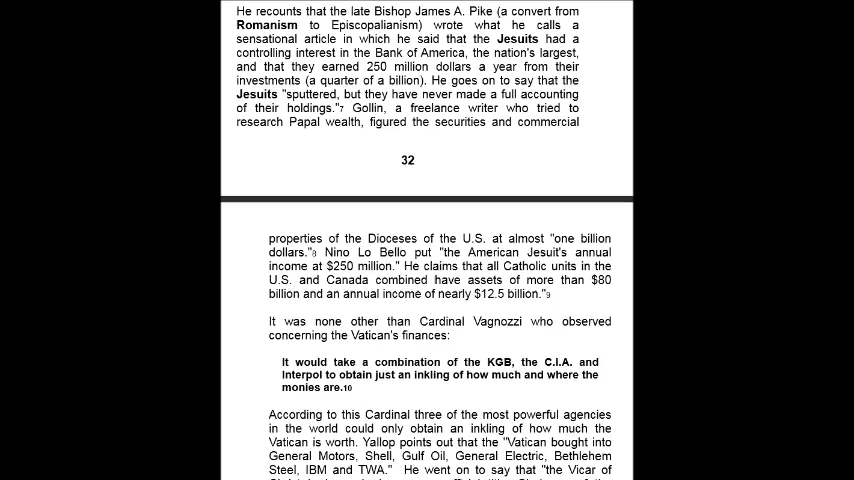 He recounts that the late Bishop James A. Pike (a convert from
Romanism to Episcopalianism) wrote what he calls a
sensational article in which he said that the Jesuits had a
controlling interest in the Bank of America, the nation's largest,
and that they earned 250 million dollars a year from their
investments (a quarter of a billion). He goes on to say that the
Jesuits "sputtered, but they have never made a full accounting
of their holdings."7 Gollin, a freelance writer who tried to
research Papal wealth, figured the securities and commercial
32
properties of the Dioceses of the U.S. at almost "one billion
dollars."8 Nino Lo Bello put "the American Jesuit's annual
income at $250 million." He claims that all Catholic units in the
U.S. and Canada combined have assets of more than $80
billion and an annual income of nearly $12.5 billion."9
It was none other than Cardinal Vagnozzi who observed
concerning the Vatican's finances:
It would take a combination of the KGB, the C.I.A. and
Interpol to obtain just an inkling of how much and where the
monies are.10
According to this Cardinal three of the most powerful agencies
in the world could only obtain an inkling of how much the
Vatican is worth. Yallop points out that the "Vatican bought into
General Motors, Shell, Gulf Oil, General Electric, Bethlehem
Steel, IBM and TWA." He went on to say that "the Vicar of